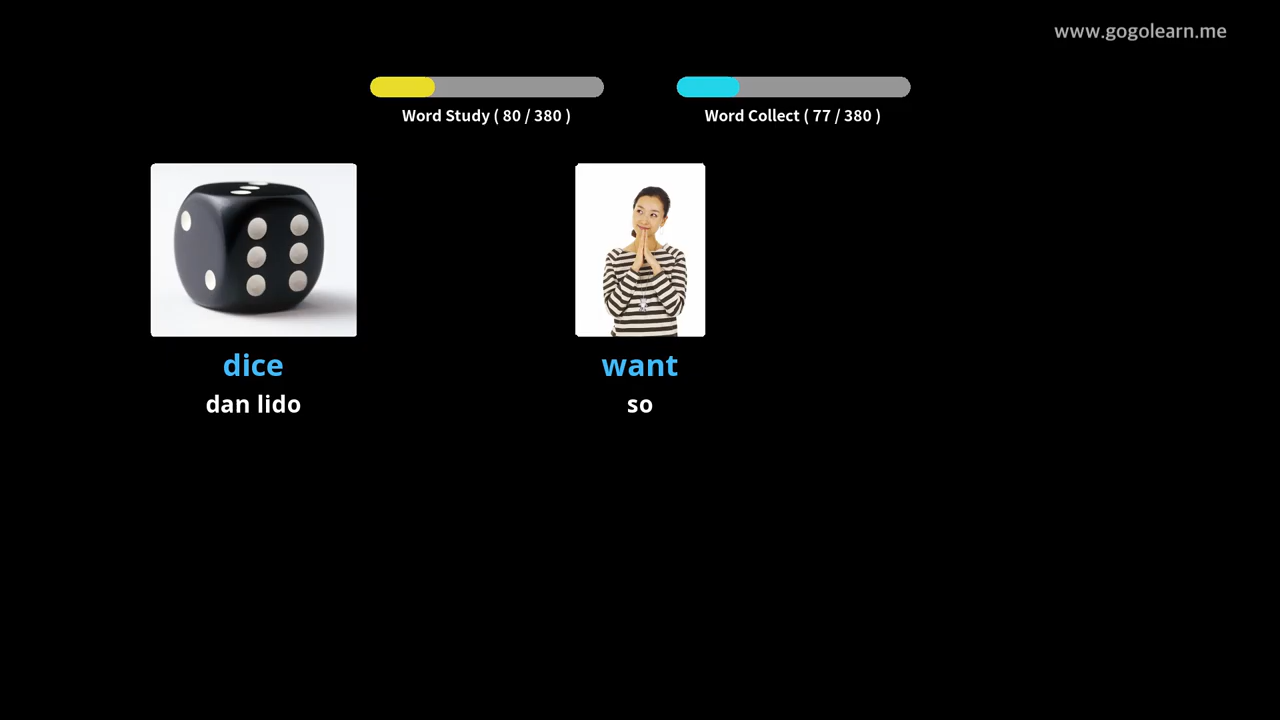 www.gogolearn.me
Word Study ( 80 / 380 )
Word Collect ( 77 / 380 )
dice
dan lido
want
so